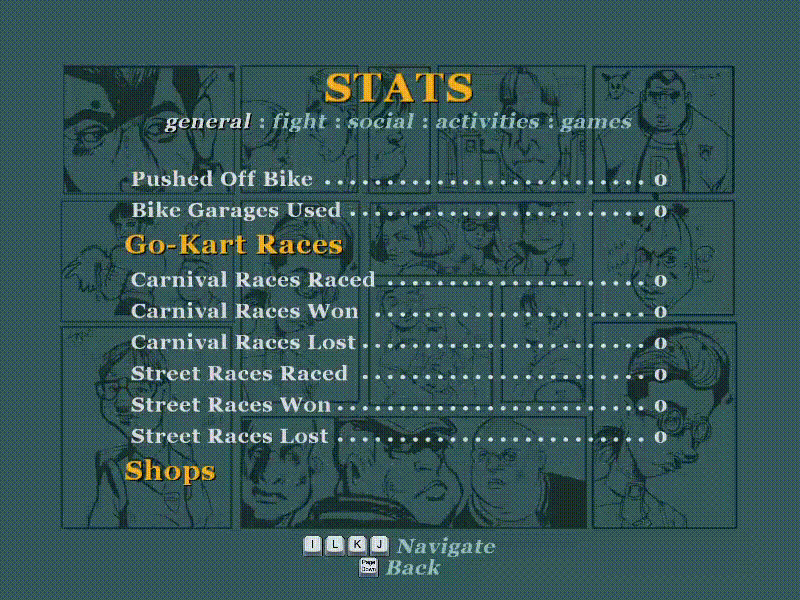 STATS
general : fight : social : activities : games
Pushed Off Bike 0
Bike Garages Used 0
Go-Kart Races
Carnival Races Raced 0
Carnival Races Won 0
Carnival Races Lost 0
Street Races Raced 0
Street Races Won 0
Street Races Lost 0
Shops
I L K J Navigate
Page Down Back